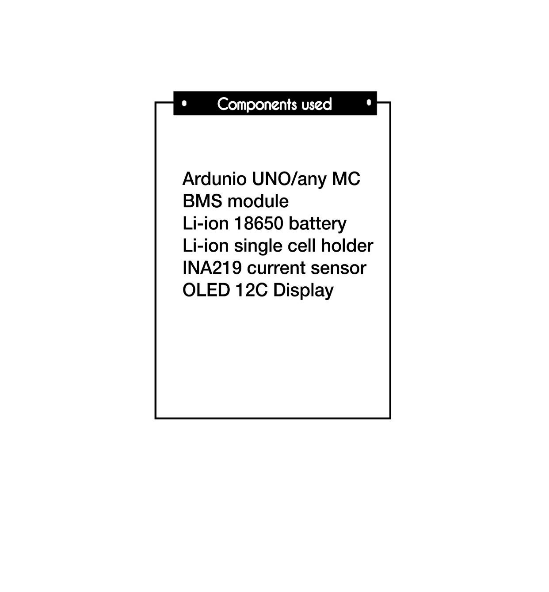 Components used
Ardunio UNO/any MC
BMS module
Li-ion 18650 battery
Li-ion single cell holder
INA219 current sensor
OLED 12C Display